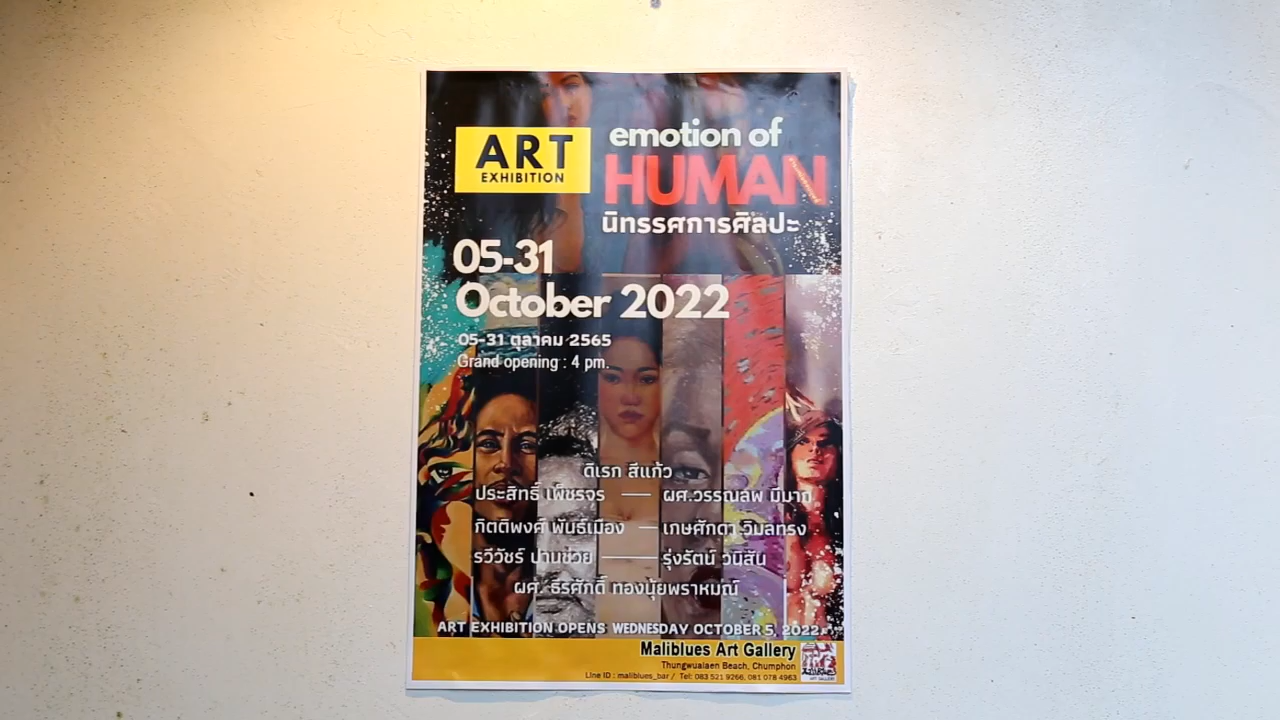 ART
EXHIBITION
emotion of
HUMAN
นิทรรศการศิลปะ
05-31
October 2022
05-31 ตุลาคม 2565
Grand opening : 4 pm.
ดิเรก สีแก้ว
ประสิทธิ์ เพ็ชรจร — ผศ.วรรณลพ มีมาก
กิตติพงศ์ พันธ์เมือง — เกษศักดา วิมลทรง
รวีวัชร์ ปานช่วย — รุ่งรัตน์ วนิสัน
ผศ. ธีรศักดิ์ ทองนุ้ยพราหมณ์
ART EXHIBITION OPENS WEDNESDAY OCTOBER 5, 2022
Maliblues Art Gallery
Thungwualaen Beach, Chumphon
Line ID : maliblues_bar / Tel: 083 521 9266, 081 078 4963
ART GALLERY